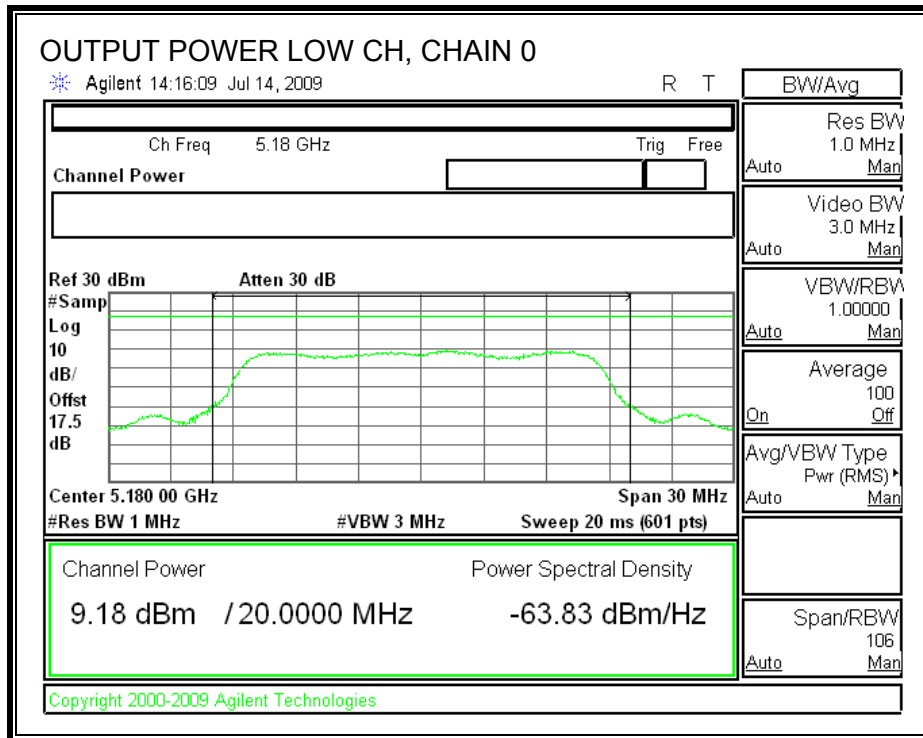 OUTPUT POWER LOW CH, CHAIN 0
Agilent 14:16:09 Jul 14, 2009 R T
Ch Freq 5.18 GHz Trig Free
Channel Power
Ref 30 dBm Atten 30 dB
#Samp
Log
10
dB/
Offst
17.5
dB
Center 5.180 00 GHz Span 30 MHz
#Res BW 1 MHz #VBW 3 MHz Sweep 20 ms (601 pts)
Channel Power Power Spectral Density
9.18 dBm / 20.0000 MHz -63.83 dBm/Hz
Copyright 2000-2009 Agilent Technologies
BW/Avg
Res BW
1.0 MHz
Auto Man
Video BW
3.0 MHz
Auto Man
VBW/RBW
1.00000
Auto Man
Average
100
On Off
Avg/VBW Type
Pwr (RMS)
Auto Man
Span/RBW
106
Auto Man